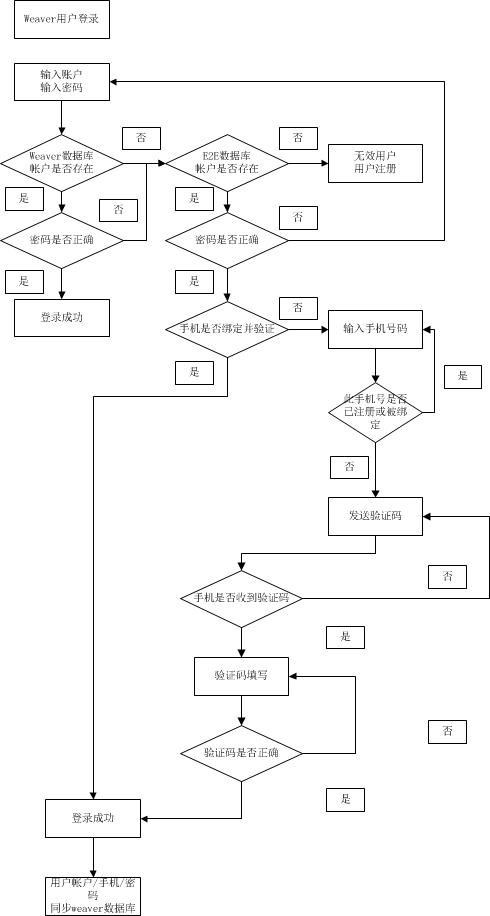 Weaver用户登录
输入账户
输入密码
否
否
Weaver数据库
帐户是否存在
E2E数据库
帐户是否存在
无效用户
用户注册
是
否
是
否
密码是否正确
密码是否正确
是
是
否
登录成功
手机是否绑定并验证
输入手机号码
是
是
此手机号是否
已注册或被绑
定
否
发送验证码
否
手机是否收到验证码
是
验证码填写
否
验证码是否正确
是
登录成功
用户帐户/手机/密
码
同步weaver数据库